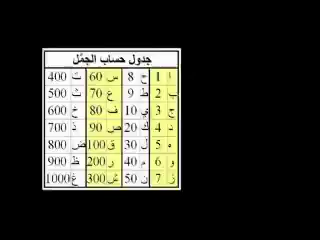 جدول حساب الجمَّل
ا 1 ح 8 س 60 ت 400
ب 2 ط 9 ع 70 ث 500
ج 3 ي 10 ف 80 خ 600
د 4 ك 20 ص 90 ذ 700
ه 5 ل 30 ق 100 ض 800
و 6 م 40 ر 200 ظ 900
ز 7 ن 50 ش 300 غ 1000